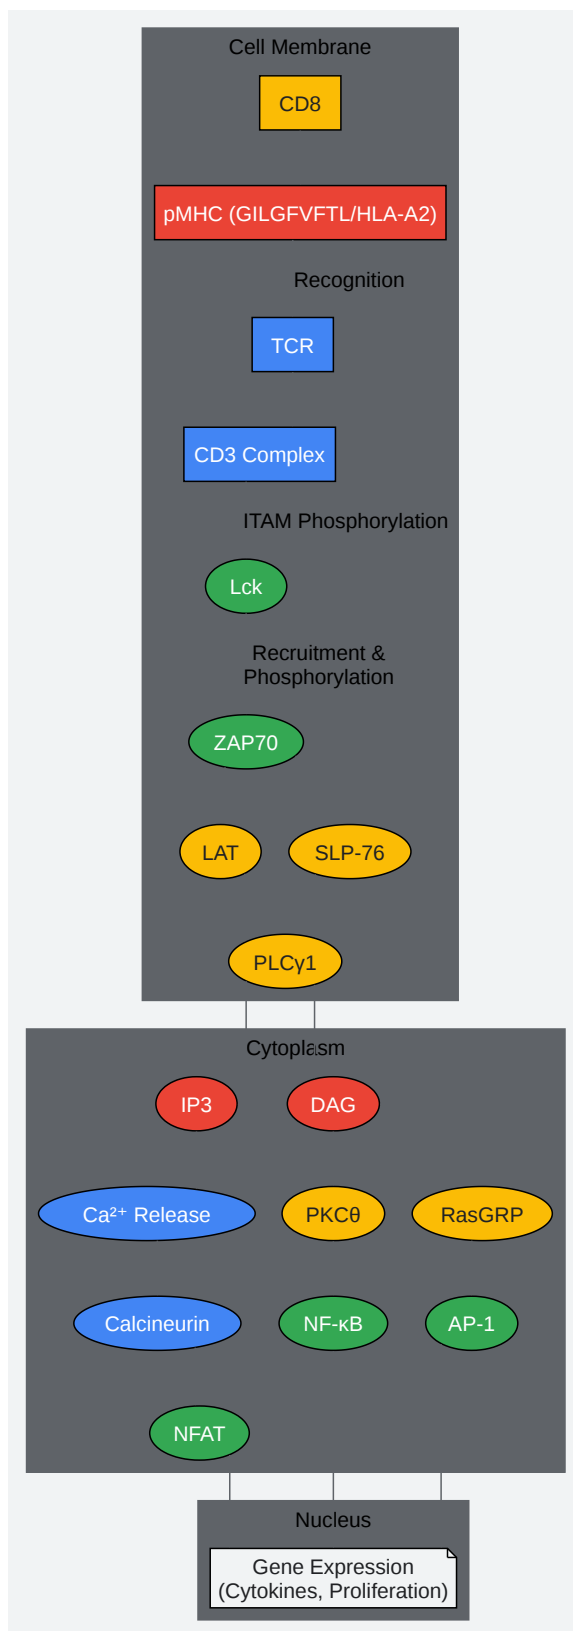 Cell Membrane
CD8
pMHC (GILGFVFTL/HLA-A2)
Recognition
TCR
CD3 Complex
ITAM Phosphorylation
Lck
Recruitment &
Phosphorylation
ZAP70
LAT
SLP-76
PLCγ1
Cytoplasm
IP3
DAG
Ca²⁺ Release
PKCθ
RasGRP
Calcineurin
NF-κB
AP-1
NFAT
Nucleus
Gene Expression
(Cytokines, Proliferation)